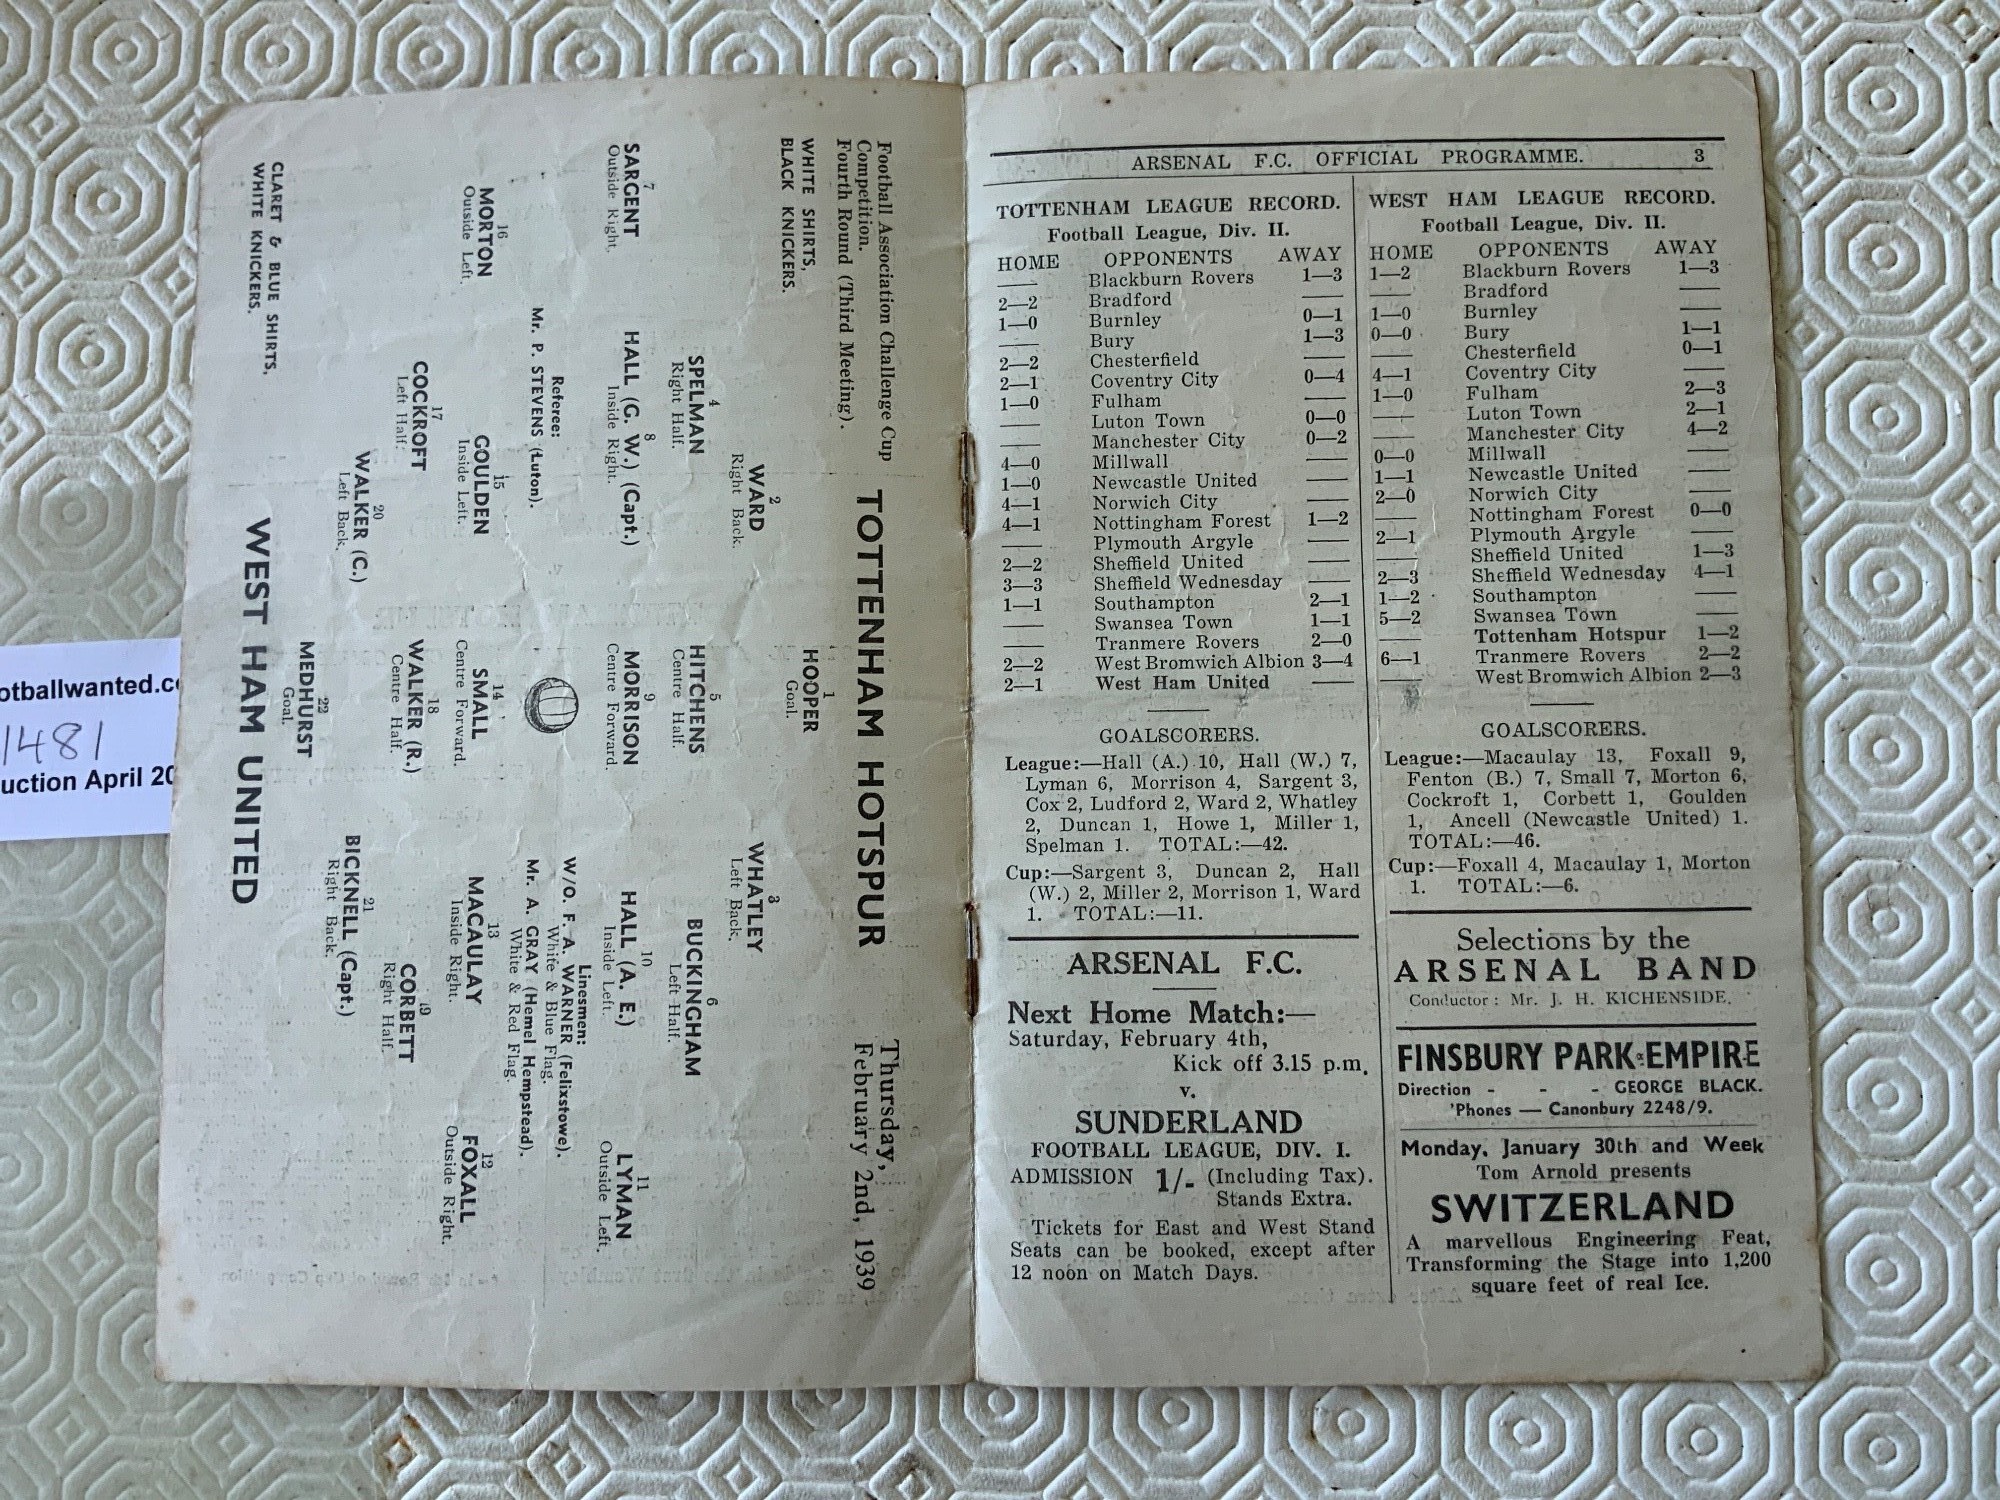 Football Association Challenge Cup
Competition.
Fourth Round (Third Meeting).
TOTTENHAM HOTSPUR
Thursday,
February 2nd, 1939
WHITE SHIRTS,
BLACK KNICKERS.
1
HOOPER
Goal.
2
WARD
Right Back.
3
WHATLEY
Left Back.
4
SPELMAN
Right Half.
5
HITCHENS
Centre Half.
6
BUCKINGHAM
Left Half.
7
SARGENT
Outside Right.
8
HALL (G. W.) (Capt.)
Inside Right.
9
MORRISON
Centre Forward.
10
HALL (A. E.)
Inside Left.
11
LYMAN
Outside Left.
Referee:
Mr. P. STEVENS (Luton).
Linesmen:
W/O. F. A. WARNER (Felixstowe).
White & Blue Flag.
Mr. A. GRAY (Hemel Hempstead).
White & Red Flag.
16
MORTON
Outside Left.
15
GOULDEN
Inside Left.
14
SMALL
Centre Forward.
13
MACAULAY
Inside Right.
12
FOXALL
Outside Right.
17
COCKROFT
Left Half.
18
WALKER (R.)
Centre Half.
19
CORBETT
Right Half.
20
WALKER (C.)
Left Back.
21
BICKNELL (Capt.)
Right Back.
22
MEDHURST
Goal.
CLARET & BLUE SHIRTS,
WHITE KNICKERS.
WEST HAM UNITED
otballwanted.c
1481
uction April 20
ARSENAL F.C. OFFICIAL PROGRAMME. 3
TOTTENHAM LEAGUE RECORD.
Football League, Div. II.
HOME OPPONENTS AWAY
—— Blackburn Rovers 1—3
2—2 Bradford ——
1—0 Burnley 0—1
—— Bury 1—3
2—2 Chesterfield ——
2—1 Coventry City 0—4
1—0 Fulham ——
—— Luton Town 0—0
—— Manchester City 0—2
4—0 Millwall ——
1—0 Newcastle United ——
4—1 Norwich City ——
4—1 Nottingham Forest 1—2
—— Plymouth Argyle ——
2—2 Sheffield United ——
3—3 Sheffield Wednesday ——
1—1 Southampton 2—1
—— Swansea Town 1—1
—— Tranmere Rovers 2—0
2—2 West Bromwich Albion 3—4
2—1 West Ham United ——
GOALSCORERS.
League:—Hall (A.) 10, Hall (W.) 7,
Lyman 6, Morrison 4, Sargent 3,
Cox 2, Ludford 2, Ward 2, Whatley
2, Duncan 1, Howe 1, Miller 1,
Spelman 1. TOTAL:—42.
Cup:—Sargent 3, Duncan 2, Hall
(W.) 2, Miller 2, Morrison 1, Ward
1. TOTAL:—11.
ARSENAL F.C.
Next Home Match:—
Saturday, February 4th,
Kick off 3.15 p.m.
v.
SUNDERLAND
FOOTBALL LEAGUE, DIV. I.
ADMISSION 1/- (Including Tax).
Stands Extra.
Tickets for East and West Stand
Seats can be booked, except after
12 noon on Match Days.
WEST HAM LEAGUE RECORD.
Football League, Div. II.
HOME OPPONENTS AWAY
1—2 Blackburn Rovers 1—3
—— Bradford ——
1—0 Burnley ——
0—0 Bury 1—1
—— Chesterfield 0—1
4—1 Coventry City ——
1—0 Fulham 2—3
—— Luton Town 2—1
—— Manchester City 4—2
0—0 Millwall ——
1—1 Newcastle United ——
2—0 Norwich City ——
—— Nottingham Forest 0—0
2—1 Plymouth Argyle ——
—— Sheffield United 1—3
2—3 Sheffield Wednesday 4—1
1—2 Southampton ——
5—2 Swansea Town ——
—— Tottenham Hotspur 1—2
6—1 Tranmere Rovers 2—2
—— West Bromwich Albion 2—3
GOALSCORERS.
League:—Macaulay 13, Foxall 9,
Fenton (B.) 7, Small 7, Morton 6,
Cockroft 1, Corbett 1, Goulden
1, Ancell (Newcastle United) 1.
TOTAL:—46.
Cup:—Foxall 4, Macaulay 1, Morton
1. TOTAL:—6.
Selections by the
ARSENAL BAND
Conductor: Mr. J. H. KICHENSIDE.
FINSBURY PARK EMPIRE
Direction - - - GEORGE BLACK.
'Phones — Canonbury 2248/9.
Monday, January 30th and Week
Tom Arnold presents
SWITZERLAND
A marvellous Engineering Feat,
Transforming the Stage into 1,200
square feet of real Ice.